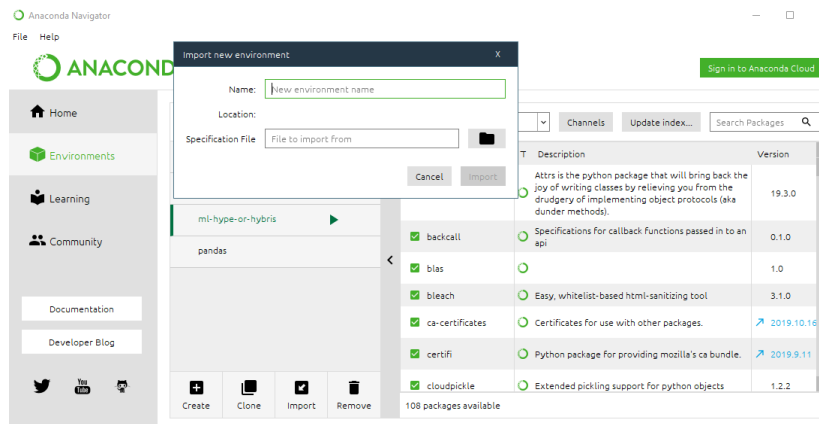 Anaconda Navigator
File Help
ANACOND
Sign in to Anaconda Cloud
Import new environment X
Name: New environment name
Location:
Specification File File to import from
Cancel Import
Home
Environments
Learning
Community
Documentation
Developer Blog
You
Tube
ml-hype-or-hybris
pandas
Create Clone Import Remove
Channels Update index... Search Packages
T Description Version
Attrs is the python package that will bring back the
joy of writing classes by relieving you from the
drudgery of implementing object protocols (aka
dunder methods).
19.3.0
backcall Specifications for callback functions passed in to an
api
0.1.0
blas 1.0
bleach Easy, whitelist-based html-sanitizing tool 3.1.0
ca-certificates Certificates for use with other packages. 2019.10.16
certifi Python package for providing mozilla's ca bundle. 2019.9.11
cloudpickle Extended pickling support for python objects 1.2.2
108 packages available